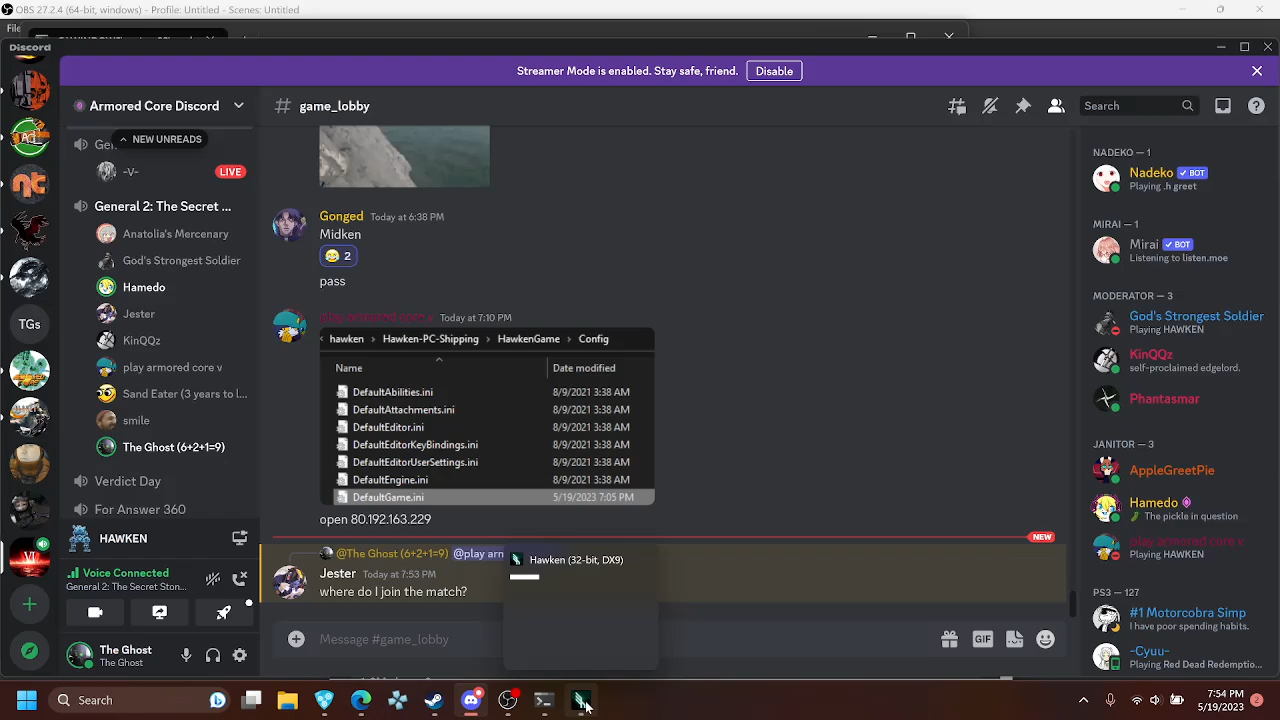 OBS 27.2.4 (64-bit, windows) - Profile: Untitled - Scenes: Untitled
File
Discord
Streamer Mode is enabled. Stay safe, friend.
Disable
Armored Core Discord
NEW UNREADS
-V-
LIVE
General 2: The Secret ...
Anatolia's Mercenary
God's Strongest Soldier
Hamedo
Jester
KinQQz
play armored core v
Sand Eater (3 years to l...
smile
The Ghost (6+2+1=9)
Verdict Day
For Answer 360
HAWKEN
Voice Connected
General 2: The Secret Ston...
The Ghost
The Ghost
TGs
# game_lobby
Search
Gonged Today at 6:38 PM
Midken
😂 2
pass
play armored core v Today at 7:10 PM
hawken > Hawken-PC-Shipping > HawkenGame > Config
Name Date modified
DefaultAbilities.ini 8/9/2021 3:38 AM
DefaultAttachments.ini 8/9/2021 3:38 AM
DefaultEditor.ini 8/9/2021 3:38 AM
DefaultEditorKeyBindings.ini 8/9/2021 3:38 AM
DefaultEditorUserSettings.ini 8/9/2021 3:38 AM
DefaultEngine.ini 8/9/2021 3:38 AM
DefaultGame.ini 5/19/2023 7:05 PM
open 80.192.163.229
NEW
@The Ghost (6+2+1=9) @play arn
Jester Today at 7:53 PM
where do I join the match?
Hawken (32-bit, DX9)
Message #game_lobby
GIF
NADEKO — 1
Nadeko ✓ BOT
Playing .h greet
MIRAI — 1
Mirai ✓ BOT
Listening to listen.moe
MODERATOR — 3
God's Strongest Soldier
Playing HAWKEN
KinQQz
self-proclaimed edgelord.
Phantasmar
JANITOR — 3
AppleGreetPie
Hamedo
The pickle in question
play armored core v
Playing HAWKEN
PS3 — 127
#1 Motorcobra Simp
I have poor spending habits.
-Cyuu-
Playing Red Dead Redemptio...
Search
7:54 PM
5/19/2023
2